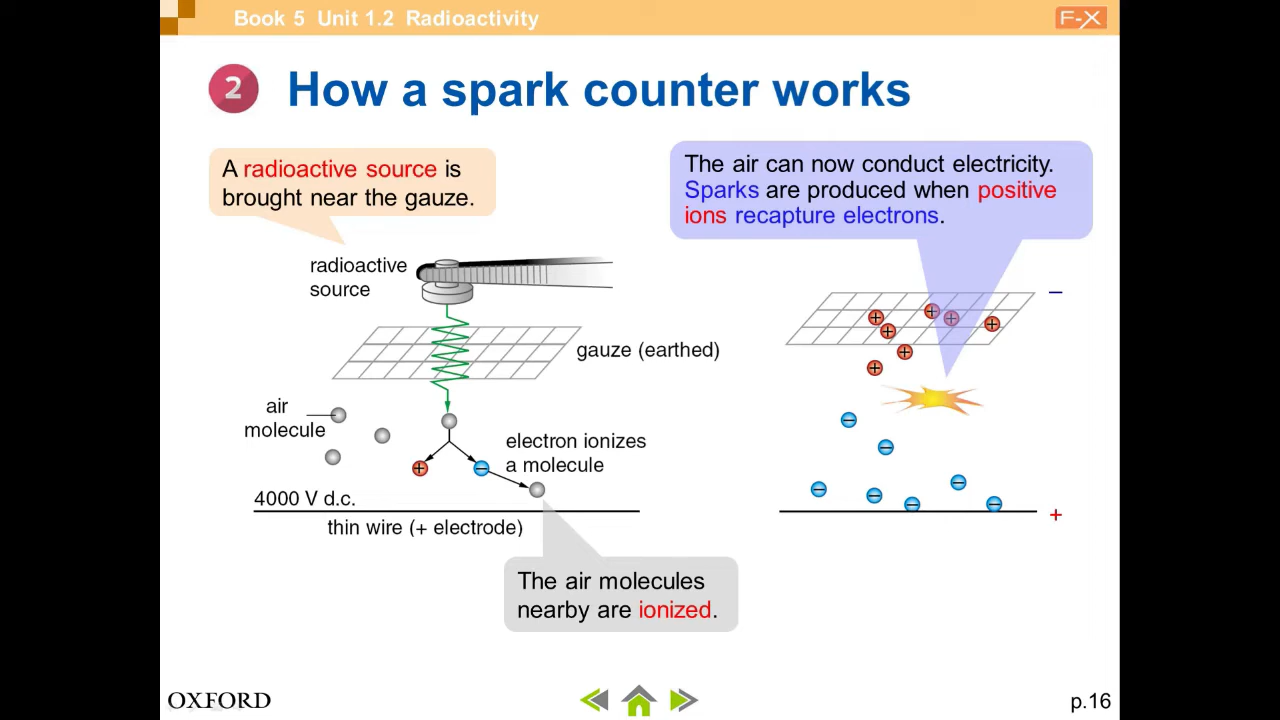 Book 5 Unit 1.2 Radioactivity
F-X
2 How a spark counter works
A radioactive source is
brought near the gauze.
The air can now conduct electricity.
Sparks are produced when positive
ions recapture electrons.
radioactive
source
gauze (earthed)
air
molecule
electron ionizes
a molecule
4000 V d.c.
thin wire (+ electrode)
The air molecules
nearby are ionized.
+
−
−
+ + + + + + +
− − − − − − −
+
OXFORD
p.16